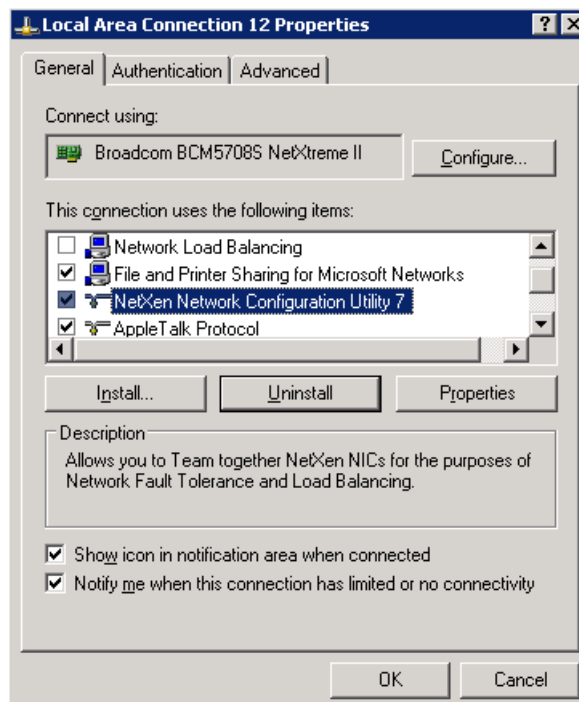 Local Area Connection 12 Properties
General Authentication Advanced
Connect using:
Broadcom BCM5708S NetXtreme II
Configure...
This connection uses the following items:
Network Load Balancing
File and Printer Sharing for Microsoft Networks
NetXen Network Configuration Utility 7
AppleTalk Protocol
Install... Uninstall Properties
Description
Allows you to Team together NetXen NICs for the purposes of
Network Fault Tolerance and Load Balancing.
Show icon in notification area when connected
Notify me when this connection has limited or no connectivity
OK Cancel